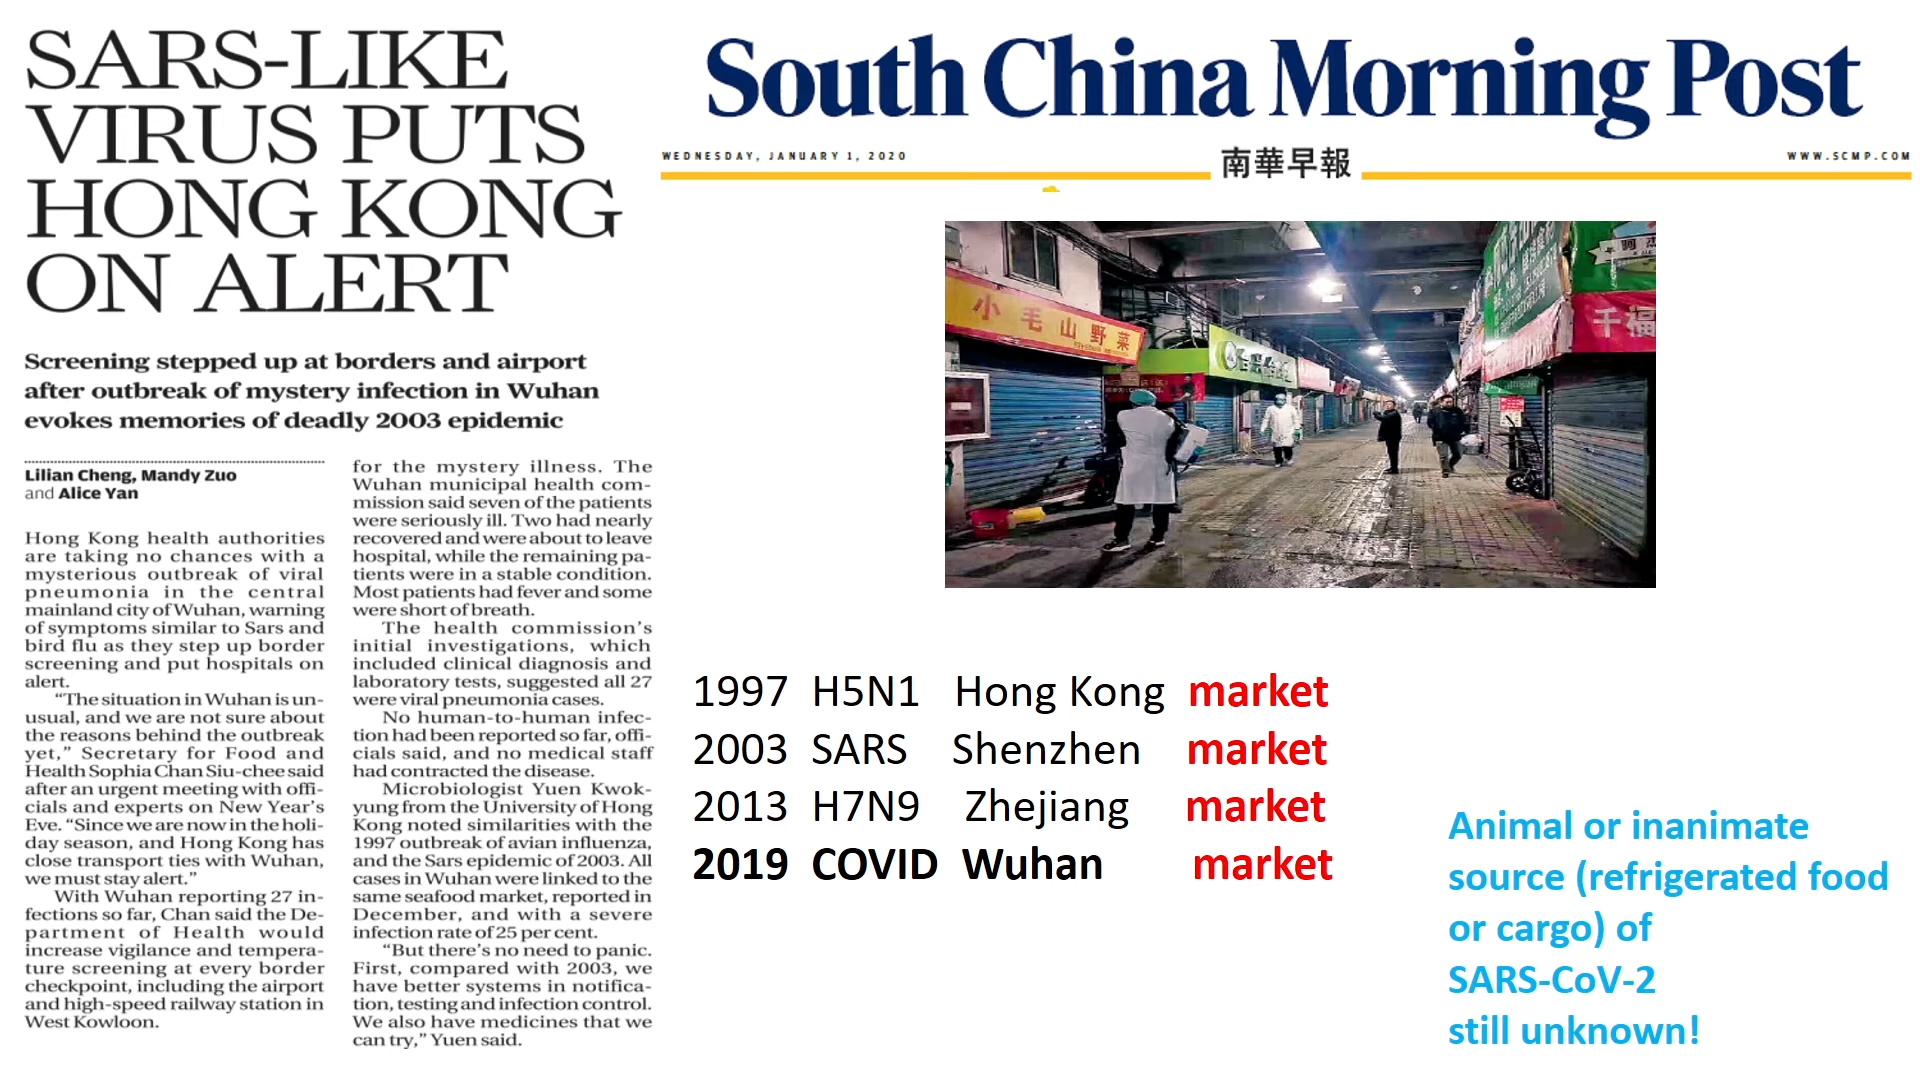 SARS-LIKE
VIRUS PUTS
HONG KONG
ON ALERT
Screening stepped up at borders and airport
after outbreak of mystery infection in Wuhan
evokes memories of deadly 2003 epidemic
Lilian Cheng, Mandy Zuo
and Alice Yan
Hong Kong health authorities
are taking no chances with a
mysterious outbreak of viral
pneumonia in the central
mainland city of Wuhan, warning
of symptoms similar to Sars and
bird flu as they step up border
screening and put hospitals on
alert.
“The situation in Wuhan is un-
usual, and we are not sure about
the reasons behind the outbreak
yet,” Secretary for Food and
Health Sophia Chan Siu-chee said
after an urgent meeting with offi-
cials and experts on New Year’s
Eve. “Since we are now in the holi-
day season, and Hong Kong has
close transport ties with Wuhan,
we must stay alert.”
With Wuhan reporting 27 in-
fections so far, Chan said the De-
partment of Health would
increase vigilance and tempera-
ture screening at every border
checkpoint, including the airport
and high-speed railway station in
West Kowloon.
for the mystery illness. The
Wuhan municipal health com-
mission said seven of the patients
were seriously ill. Two had nearly
recovered and were about to leave
hospital, while the remaining pa-
tients were in a stable condition.
Most patients had fever and some
were short of breath.
The health commission’s
initial investigations, which
included clinical diagnosis and
laboratory tests, suggested all 27
were viral pneumonia cases.
No human-to-human infec-
tion had been reported so far, offi-
cials said, and no medical staff
had contracted the disease.
Microbiologist Yuen Kwok-
yung from the University of Hong
Kong noted similarities with the
1997 outbreak of avian influenza,
and the Sars epidemic of 2003. All
cases in Wuhan were linked to the
same seafood market, reported in
December, and with a severe
infection rate of 25 per cent.
“But there’s no need to panic.
First, compared with 2003, we
have better systems in notifica-
tion, testing and infection control.
We also have medicines that we
can try,” Yuen said.
South China Morning Post
WEDNESDAY, JANUARY 1, 2020
南華早報
WWW.SCMP.COM
小毛山野菜
千福
1997 H5N1 Hong Kong market
2003 SARS Shenzhen market
2013 H7N9 Zhejiang market
2019 COVID Wuhan market
Animal or inanimate
source (refrigerated food
or cargo) of
SARS-CoV-2
still unknown!